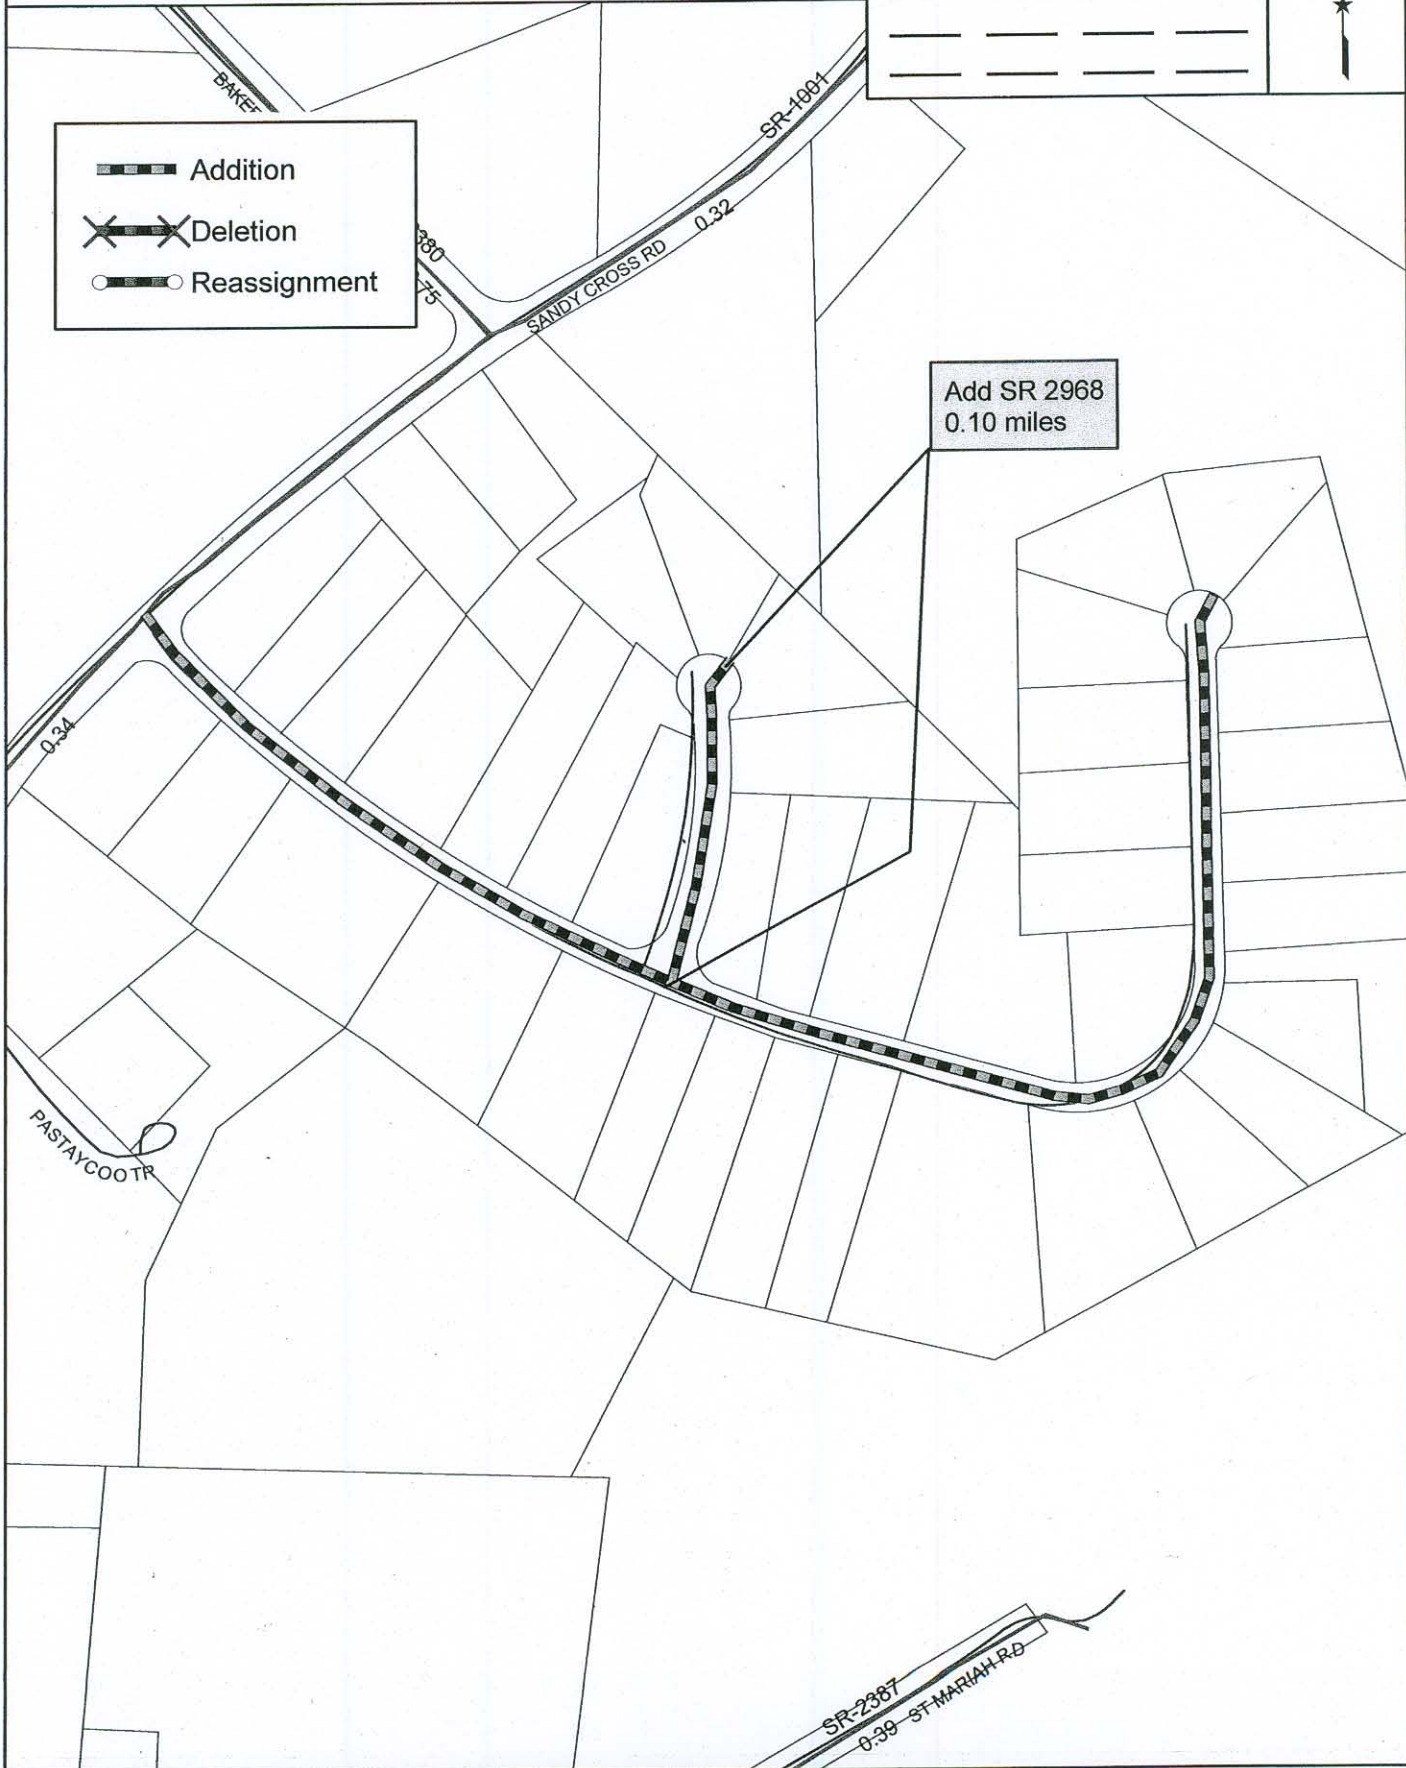 SR-1001
Addition
Deletion
Reassignment
0.32
SANDY CROSS RD
Add SR 2968
0.10 miles
0.34
PASTAYCOO TR
SR-2387
0.39 ST MARIAH RD